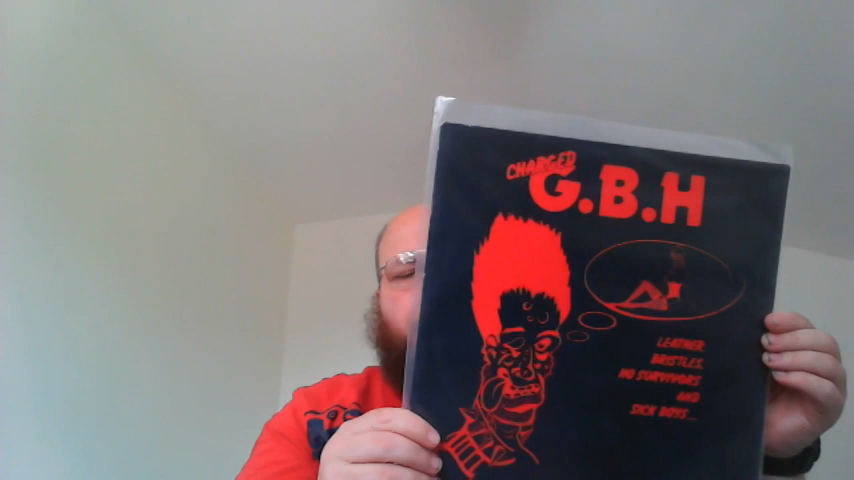 CHARGED
G.B.H
LEATHER,
BRISTLES,
NO SURVIVORS
AND
SICK BOYS...